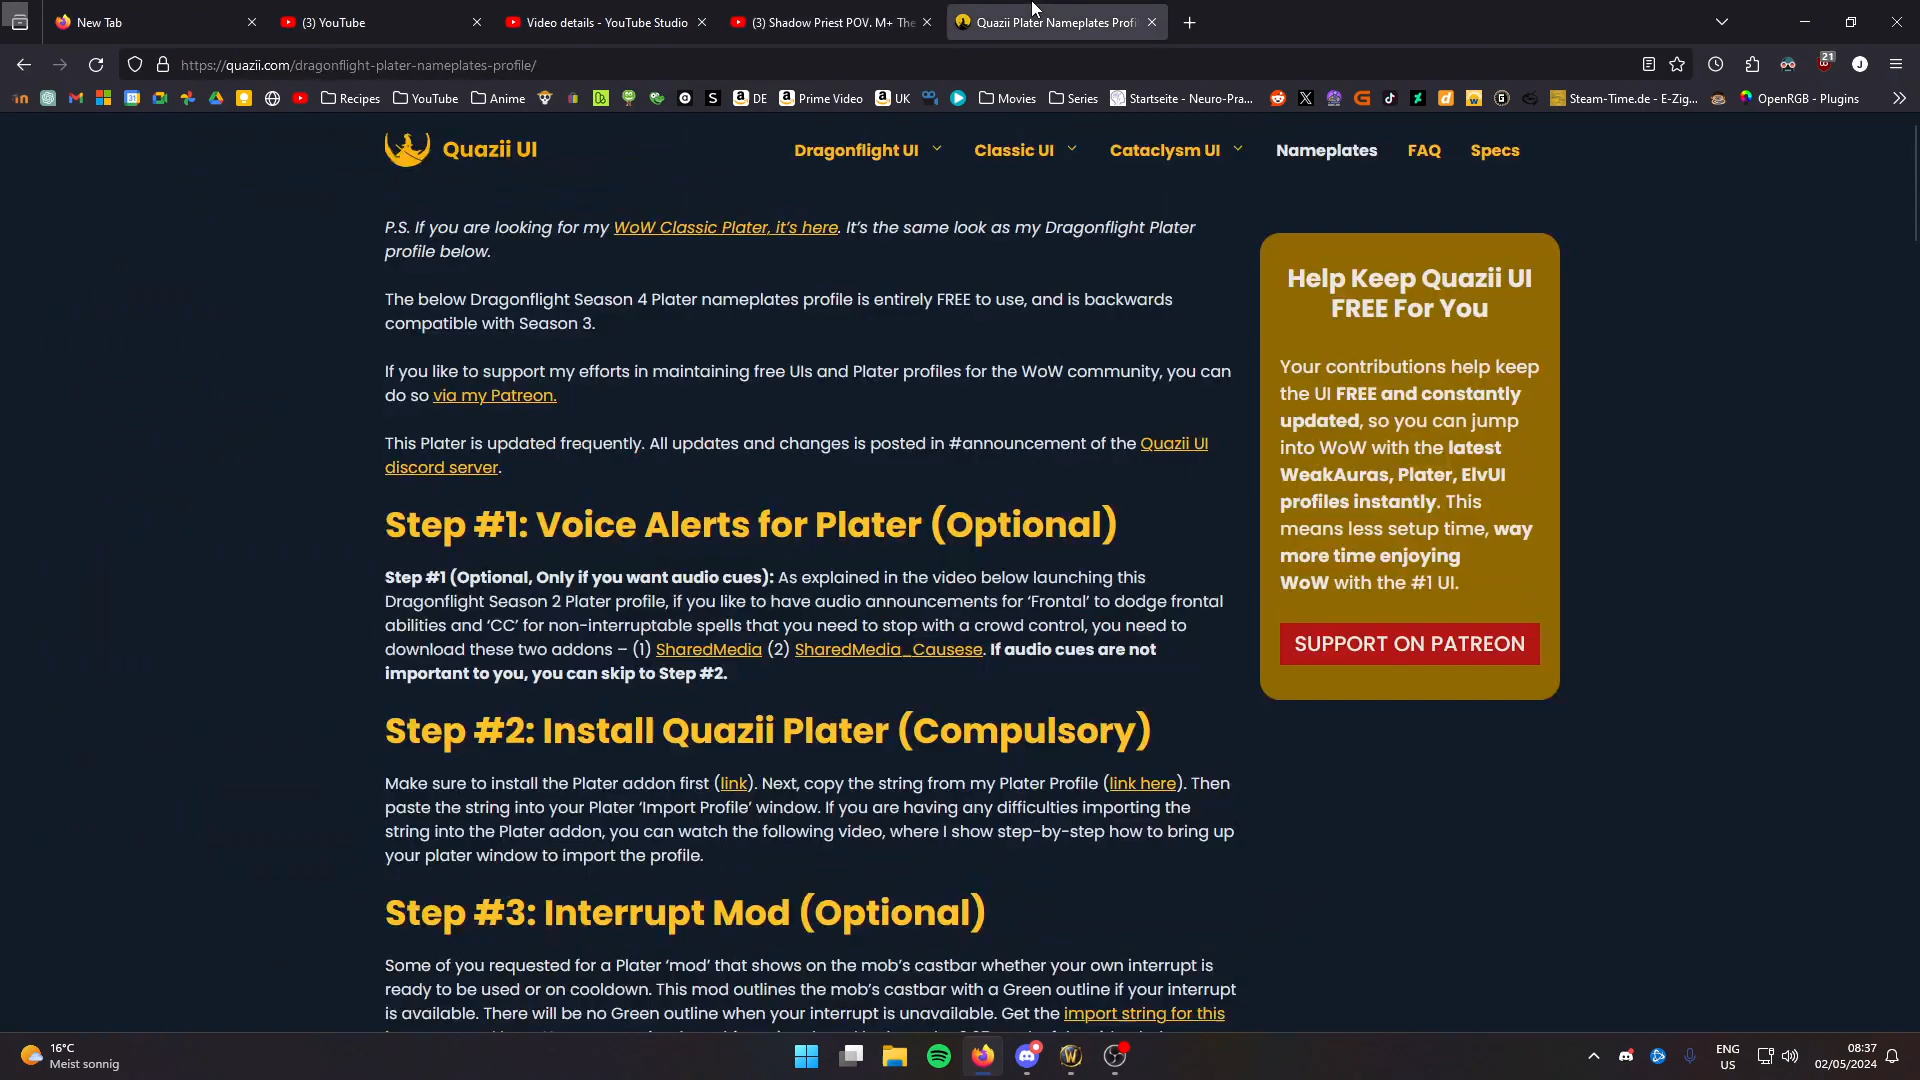 New Tab
(3) YouTube
Video details - YouTube Studio
(3) Shadow Priest POV. M+ The
Quazii Plater Nameplates Profi
https://quazii.com/dragonflight-plater-nameplates-profile/
21
J
Recipes
YouTube
Anime
DE
Prime Video
UK
Movies
Series
Startseite - Neuro-Pra...
Steam-Time.de - E-Zig...
OpenRGB - Plugins
Quazii UI
Dragonflight UI
Classic UI
Cataclysm UI
Nameplates
FAQ
Specs
P.S. If you are looking for my WoW Classic Plater, it's here. It's the same look as my Dragonflight Plater
profile below.
The below Dragonflight Season 4 Plater nameplates profile is entirely FREE to use, and is backwards
compatible with Season 3.
If you like to support my efforts in maintaining free UIs and Plater profiles for the WoW community, you can
do so via my Patreon.
This Plater is updated frequently. All updates and changes is posted in #announcement of the Quazii UI
discord server.
Step #1: Voice Alerts for Plater (Optional)
Step #1 (Optional, Only if you want audio cues): As explained in the video below launching this
Dragonflight Season 2 Plater profile, if you like to have audio announcements for ‘Frontal’ to dodge frontal
abilities and ‘CC’ for non-interruptable spells that you need to stop with a crowd control, you need to
download these two addons – (1) SharedMedia (2) SharedMedia_Causese. If audio cues are not
important to you, you can skip to Step #2.
Step #2: Install Quazii Plater (Compulsory)
Make sure to install the Plater addon first (link). Next, copy the string from my Plater Profile (link here). Then
paste the string into your Plater ‘Import Profile’ window. If you are having any difficulties importing the
string into the Plater addon, you can watch the following video, where I show step-by-step how to bring up
your plater window to import the profile.
Step #3: Interrupt Mod (Optional)
Some of you requested for a Plater ‘mod’ that shows on the mob’s castbar whether your own interrupt is
ready to be used or on cooldown. This mod outlines the mob’s castbar with a Green outline if your interrupt
is available. There will be no Green outline when your interrupt is unavailable. Get the import string for this
Help Keep Quazii UI
FREE For You
Your contributions help keep
the UI FREE and constantly
updated, so you can jump
into WoW with the latest
WeakAuras, Plater, ElvUI
profiles instantly. This
means less setup time, way
more time enjoying
WoW with the #1 UI.
SUPPORT ON PATREON
16°C
Meist sonnig
ENG
US
08:37
02/05/2024